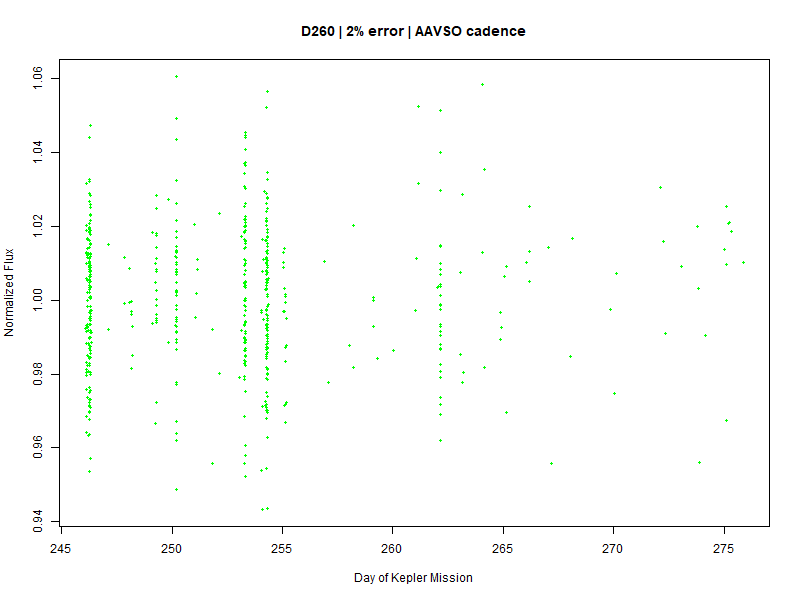 D260 | 2% error | AAVSO cadence
Normalized Flux
1.06
1.04
1.02
1.00
0.98
0.96
0.94
245 250 255 260 265 270 275
Day of Kepler Mission